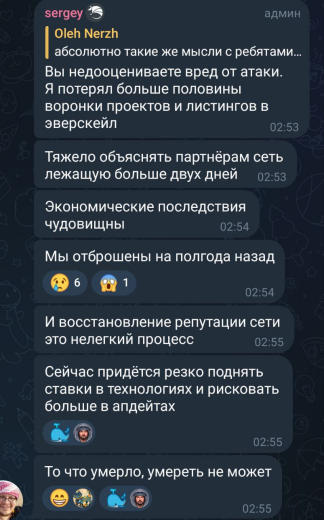 sergey
админ
Oleh Nerzh
абсолютно такие же мысли с ребятами…
Вы недооцениваете вред от атаки.
Я потерял больше половины
воронки проектов и листингов в
эверскейл
02:53
Тяжело объяснять партнёрам сеть
лежащую больше двух дней
02:53
Экономические последствия
чудовищны
02:54
Мы отброшены на полгода назад
6
1
02:54
И восстановление репутации сети
это нелегкий процесс
02:55
Сейчас придётся резко поднять
ставки в технологиях и рисковать
больше в апдейтах
02:55
То что умерло, умереть не может
02:55